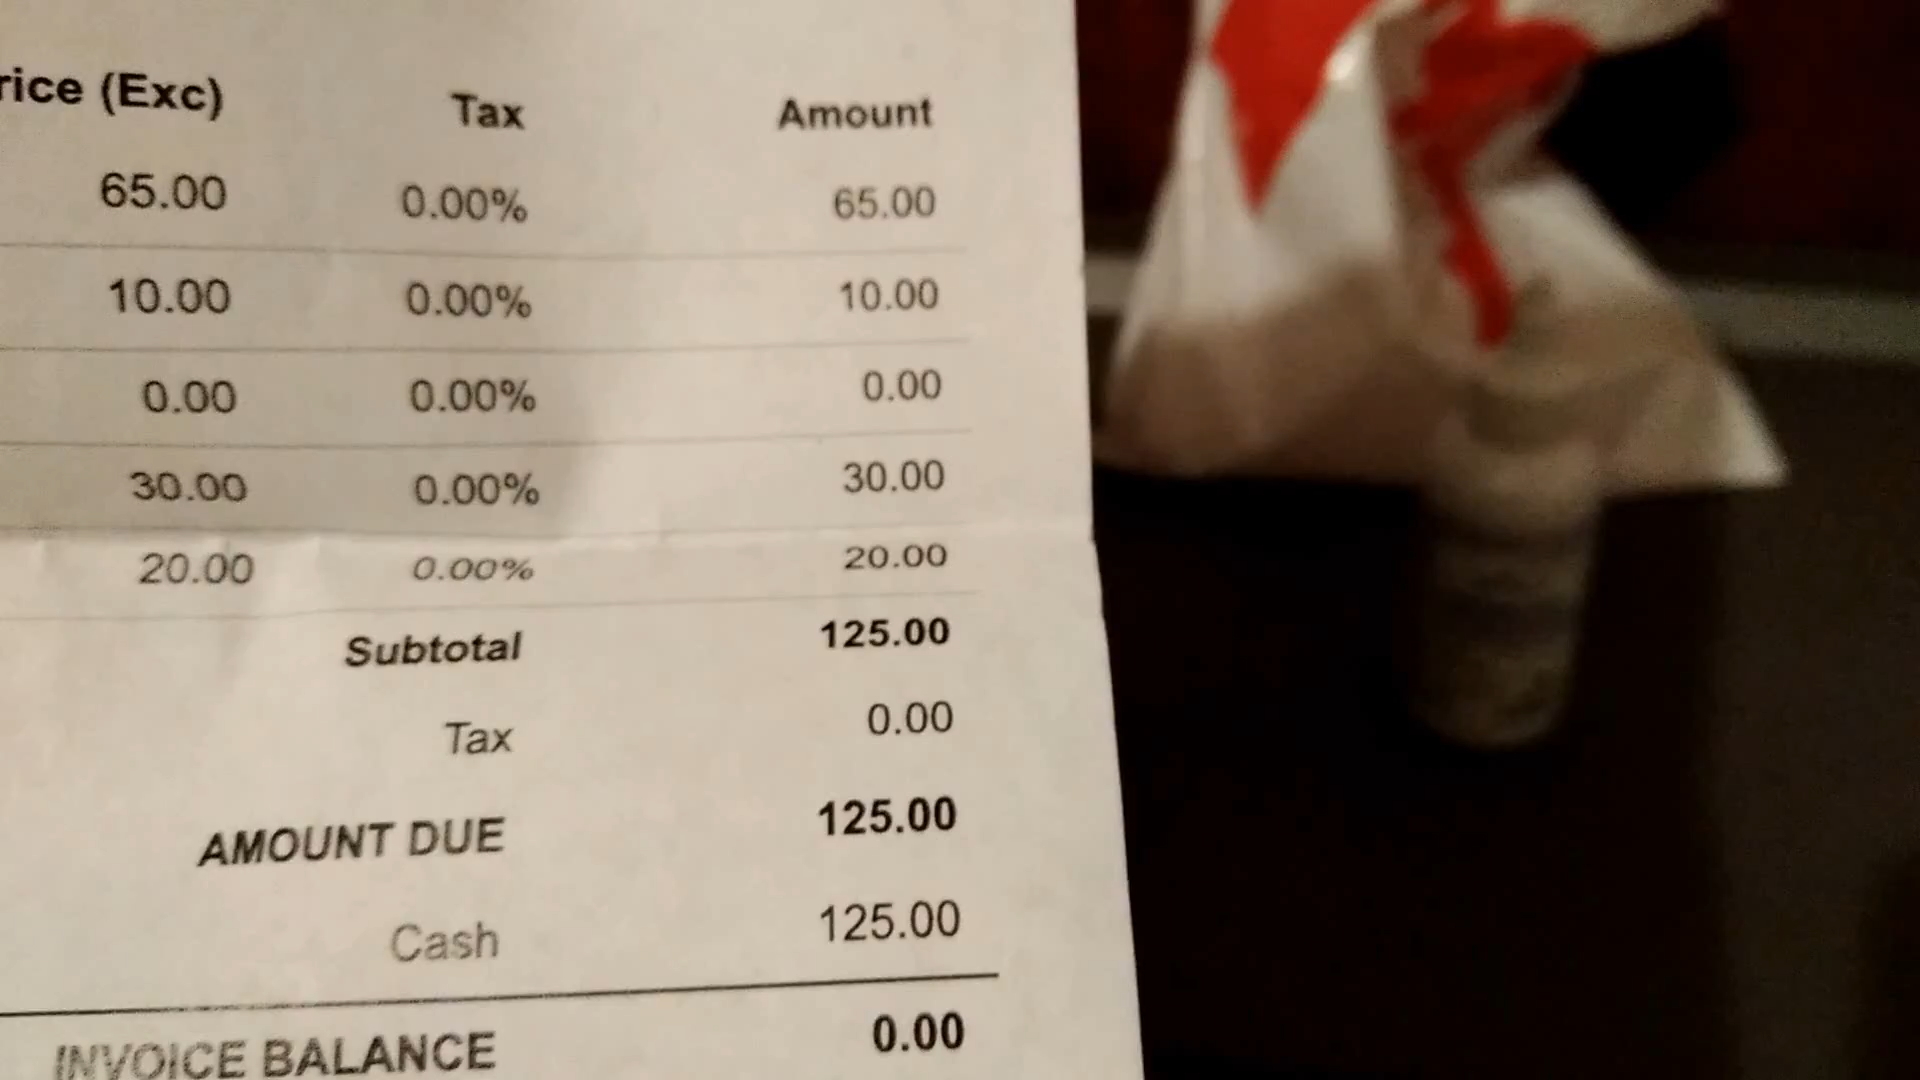 rice (Exc) Tax Amount
65.00 0.00% 65.00
10.00 0.00% 10.00
0.00 0.00% 0.00
30.00 0.00% 30.00
20.00 0.00% 20.00
Subtotal 125.00
Tax 0.00
AMOUNT DUE 125.00
Cash 125.00
INVOICE BALANCE 0.00